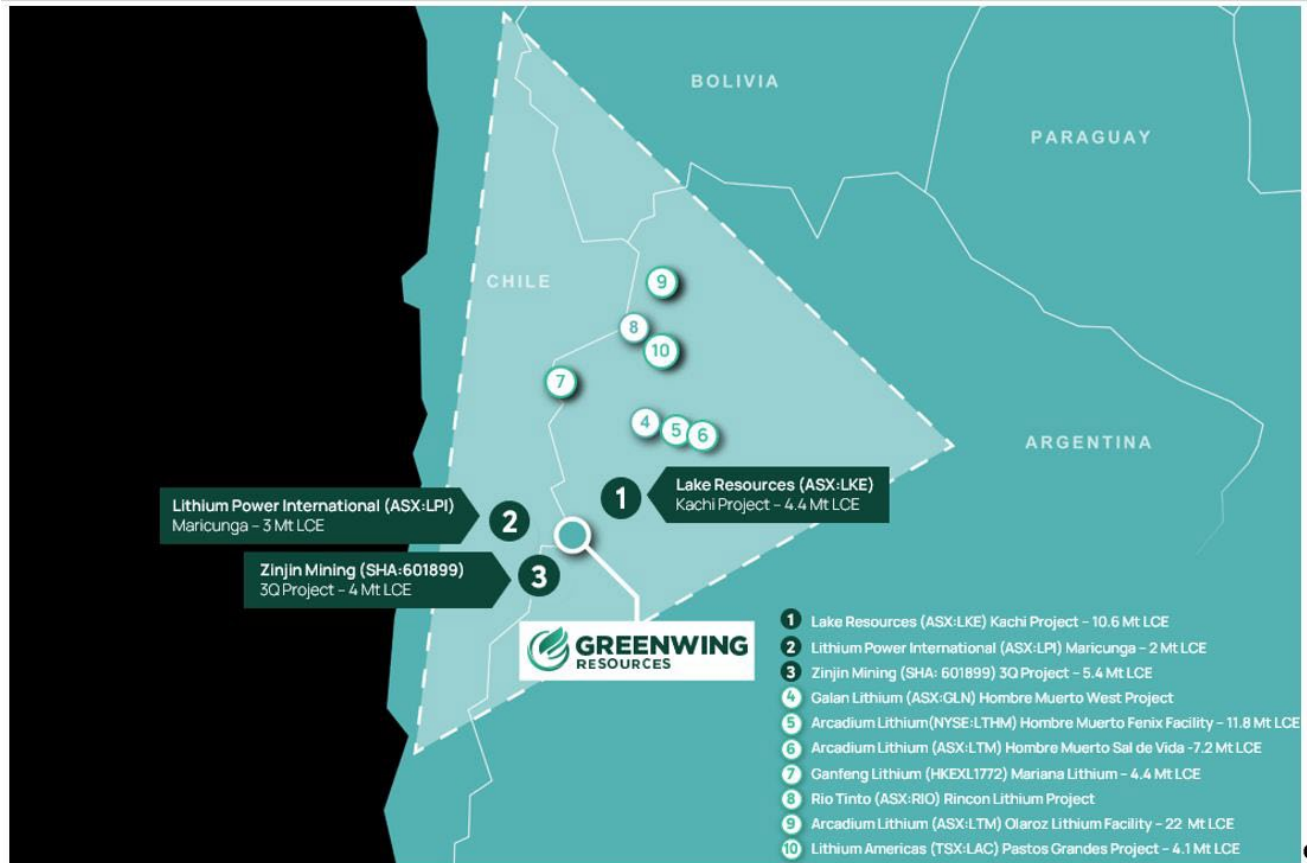 BOLIVIA
PARAGUAY
CHILE
9
8
10
7
4
5
6
ARGENTINA
1
Lake Resources (ASX:LKE)
Kachi Project – 4.4 Mt LCE
Lithium Power International (ASX:LPI)
Maricunga – 3 Mt LCE
2
Zinjin Mining (SHA:601899)
3Q Project – 4 Mt LCE
3
GREENWING
RESOURCES
1 Lake Resources (ASX:LKE) Kachi Project – 10.6 Mt LCE
2 Lithium Power International (ASX:LPI) Maricunga – 2 Mt LCE
3 Zinjin Mining (SHA: 601899) 3Q Project – 5.4 Mt LCE
4 Galan Lithium (ASX:GLN) Hombre Muerto West Project
5 Arcadium Lithium(NYSE:LTHM) Hombre Muerto Fenix Facility – 11.8 Mt LCE
6 Arcadium Lithium (ASX:LTM) Hombre Muerto Sal de Vida -7.2 Mt LCE
7 Ganfeng Lithium (HKEXL1772) Mariana Lithium – 4.4 Mt LCE
8 Rio Tinto (ASX:RIO) Rincon Lithium Project
9 Arcadium Lithium (ASX:LTM) Olaroz Lithium Facility – 22 Mt LCE
10 Lithium Americas (TSX:LAC) Pastos Grandes Project – 4.1 Mt LCE